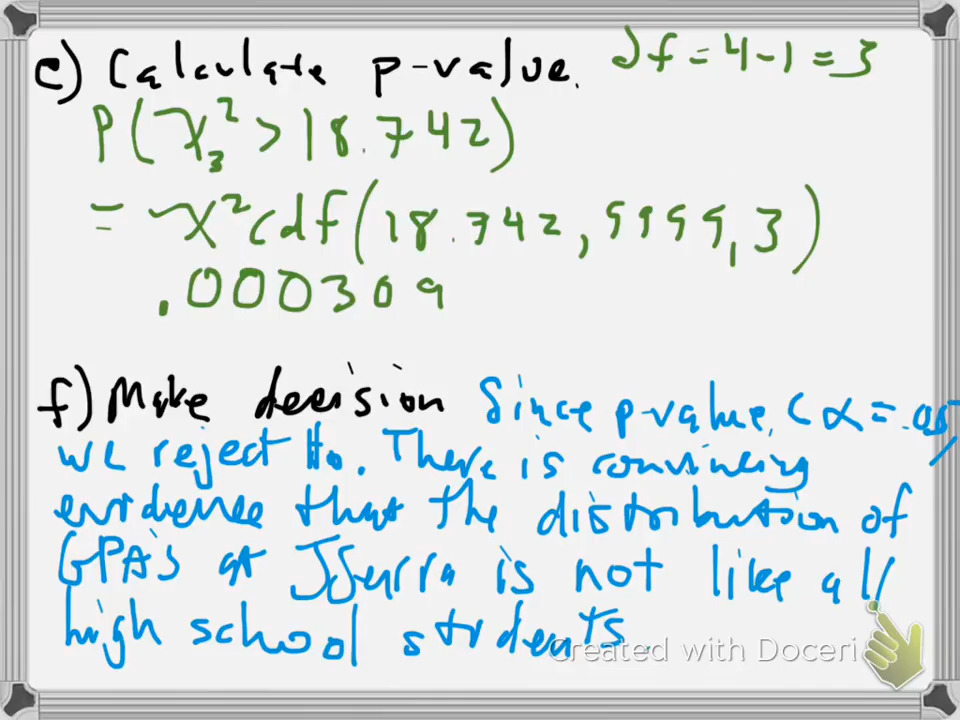 e) Calculate p-value. df = 4-1 = 3
P(χ²₃ > 18.742)
= χ²cdf(18.742, 9999, 3)
.000309
f) Make decision Since p-value < α = .05,
we reject Ho. There is convincing
evidence that the distribution of
GPA's at JSerra is not like all
high school students.
Created with Doceri